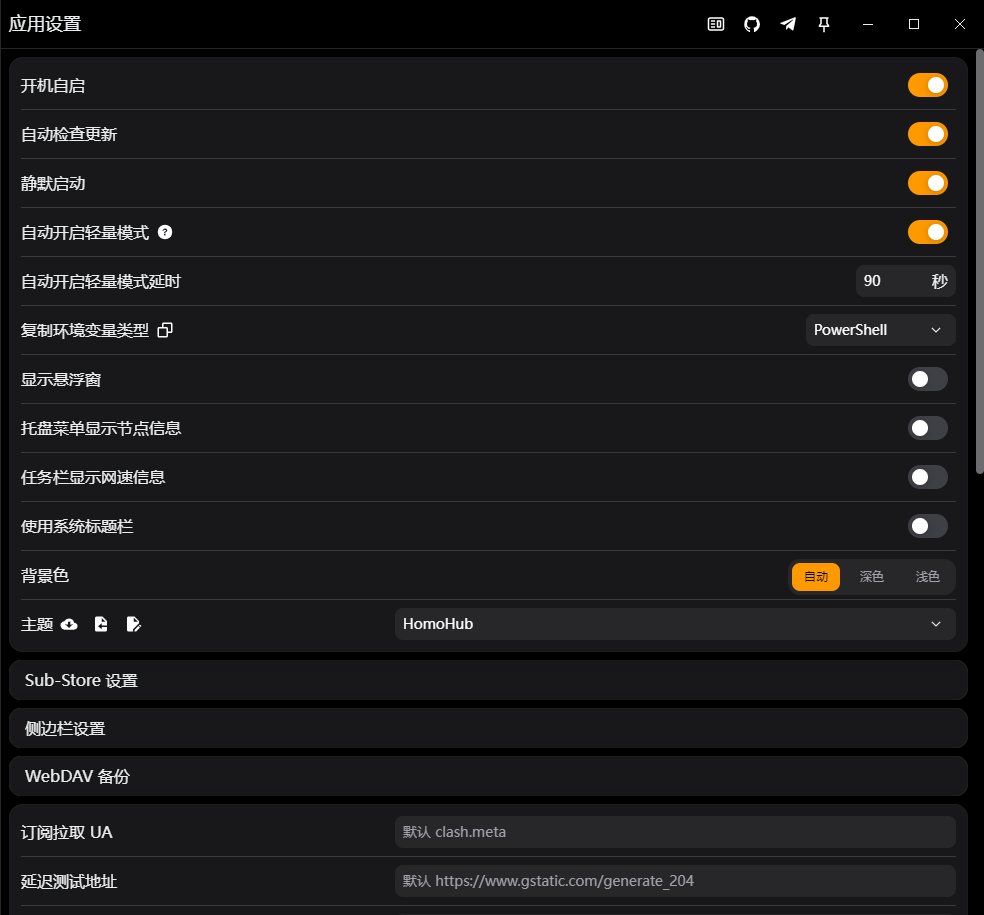 应用设置
开机自启
自动检查更新
静默启动
自动开启轻量模式
自动开启轻量模式延时 90 秒
复制环境变量类型 PowerShell
显示悬浮窗
托盘菜单显示节点信息
任务栏显示网速信息
使用系统标题栏
背景色 自动 深色 浅色
主题 HomoHub
Sub-Store 设置
侧边栏设置
WebDAV 备份
订阅拉取 UA 默认 clash.meta
延迟测试地址 默认 https://www.gstatic.com/generate_204